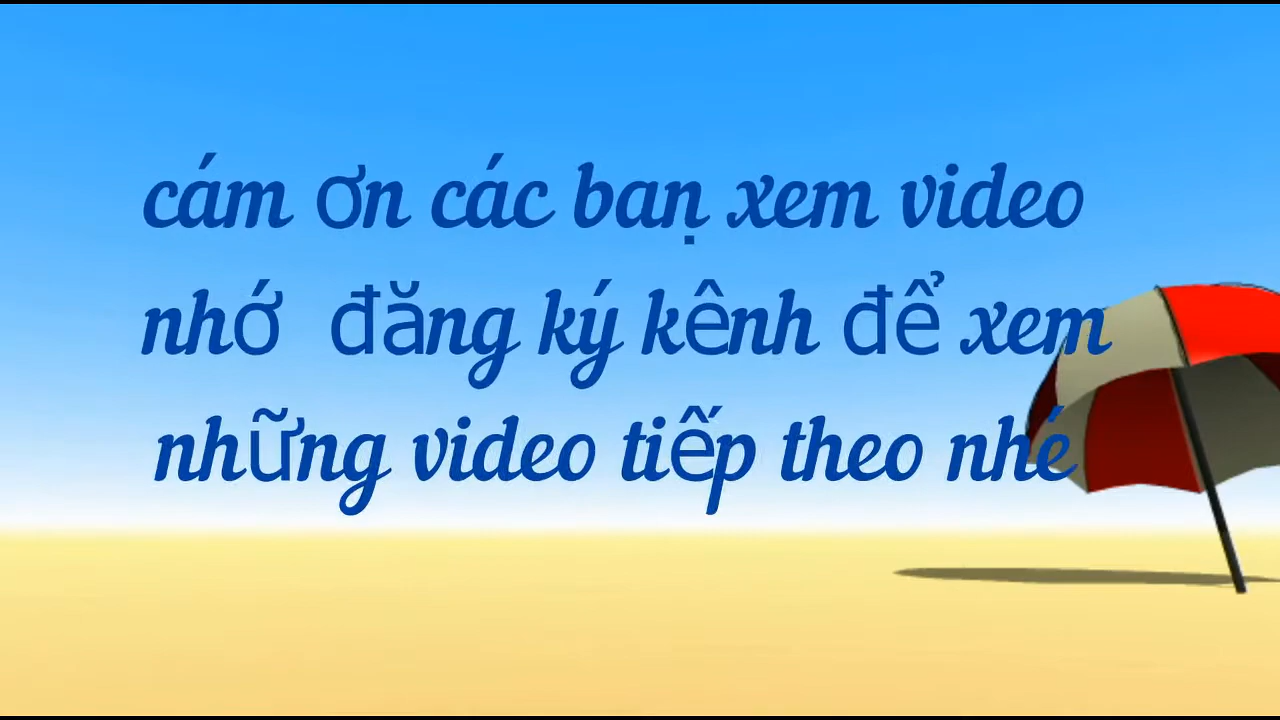 cám ơn các bạn xem video
nhớ đăng ký kênh để xem
những video tiếp theo nhé